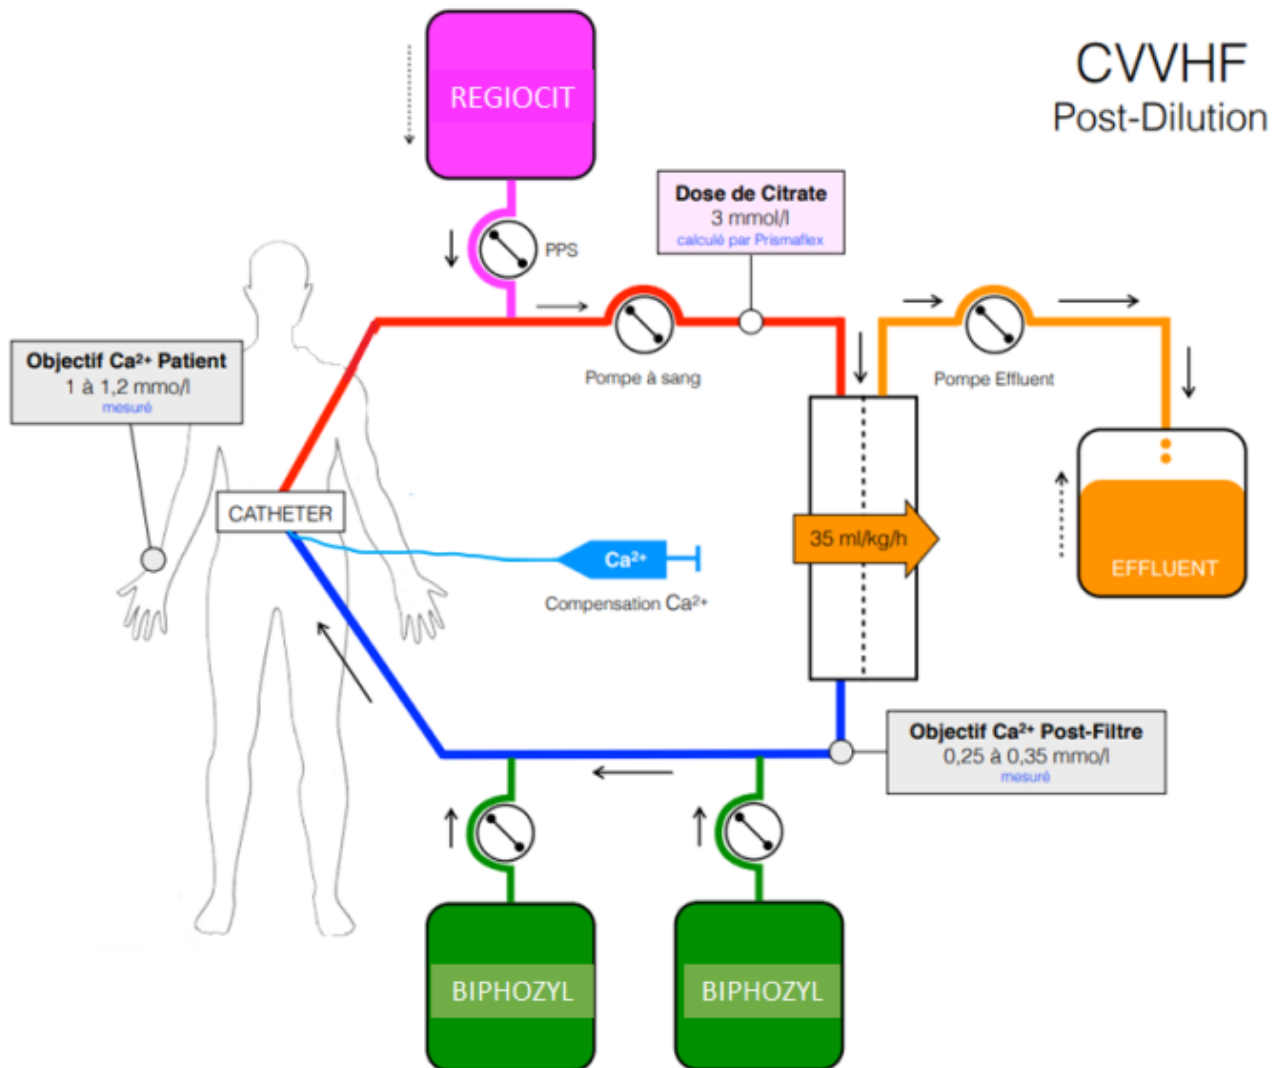 CVVHF
Post-Dilution
REGIOCIT
PPS
Dose de Citrate
3 mmol/l
calculé par Prismaflex
Pompe à sang
Pompe Effluent
Objectif Ca²⁺ Patient
1 à 1,2 mmo/l
mesuré
CATHETER
Ca²⁺
Compensation Ca²⁺
35 ml/kg/h
EFFLUENT
Objectif Ca²⁺ Post-Filtre
0,25 à 0,35 mmo/l
mesuré
BIPHOZYL
BIPHOZYL